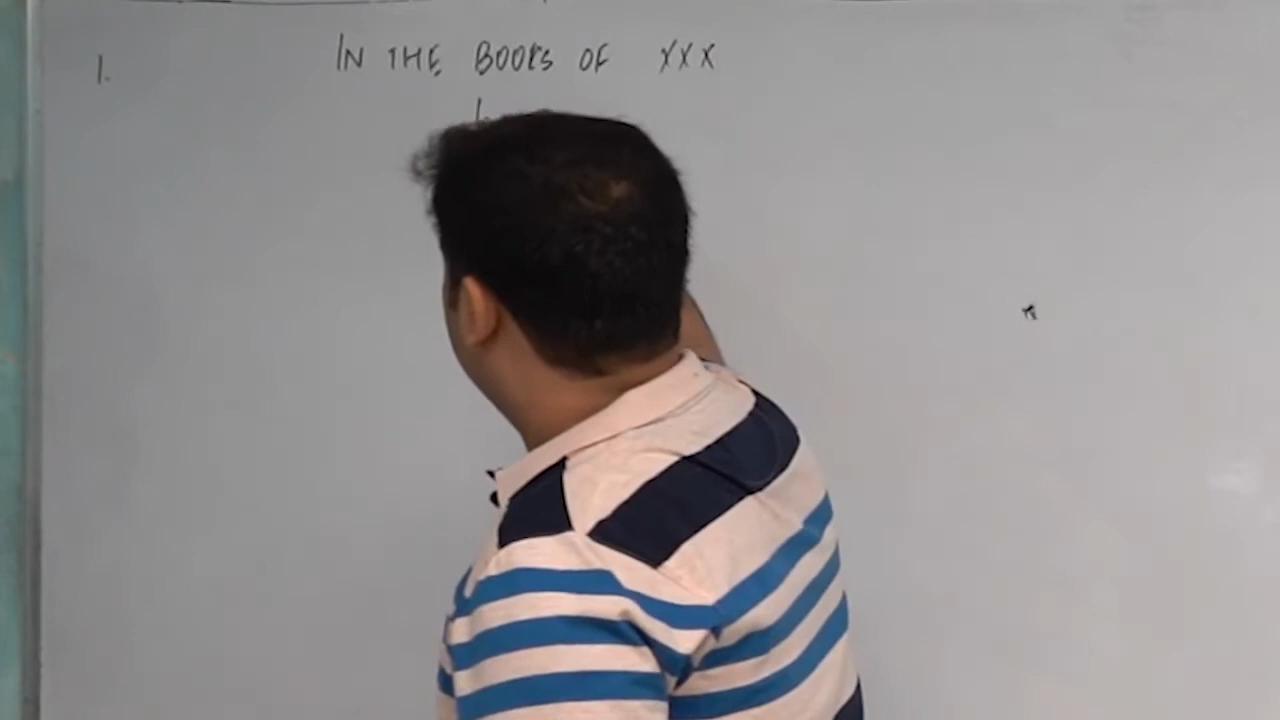 1. IN THE BOOKS OF XXX